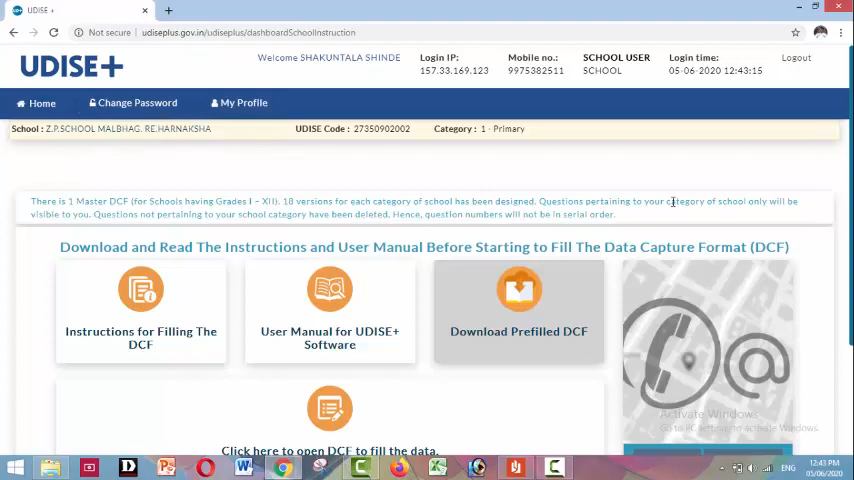 UDISE +
Not secure | udiseplus.gov.in/udiseplus/dashboardSchoolInstruction
UDISE+
Welcome SHAKUNTALA SHINDE
Login IP:
157.33.169.123
Mobile no.:
9975382511
SCHOOL USER
SCHOOL
Login time:
05-06-2020 12:43:15
Logout
Home
Change Password
My Profile
School : Z.P.SCHOOL MALBHAG. RE.HARNAKSHA
UDISE Code : 27350902002
Category : 1 - Primary
There is 1 Master DCF (for Schools having Grades I – XII). 18 versions for each category of school has been designed. Questions pertaining to your category of school only will be
visible to you. Questions not pertaining to your school category have been deleted. Hence, question numbers will not be in serial order.
Download and Read The Instructions and User Manual Before Starting to Fill The Data Capture Format (DCF)
Instructions for Filling The
DCF
User Manual for UDISE+
Software
Download Prefilled DCF
Click here to open DCF to fill the data.
Activate Windows
Go to PC settings to activate Windows.
ENG
12:43 PM
05/06/2020